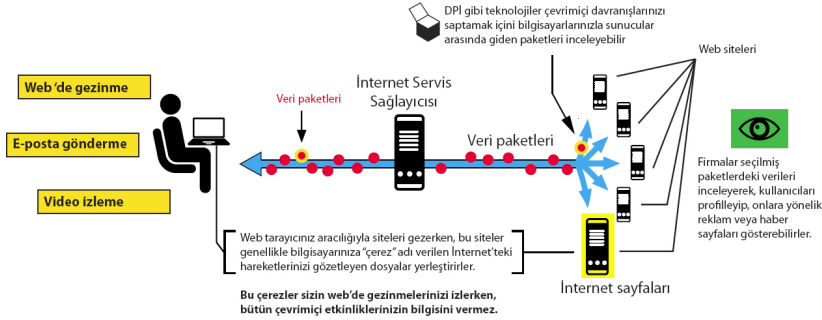 DPİ gibi teknolojiler çevrimiçi davranışlarınızı
saptamak içini bilgisayarlarınızla sunucular
arasında giden paketleri inceleyebilir
Web siteleri
Web ‘de gezinme
E-posta gönderme
Video izleme
Veri paketleri
İnternet Servis
Sağlayıcısı
Veri paketleri
Firmalar seçilmiş
paketlerdeki verileri
inceleyerek, kullanıcıları
profilleyip, onlara yönelik
reklam veya haber
sayfaları gösterebilirler.
Web tarayıcınız aracılığıyla siteleri gezerken, bu siteler
genellikle bilgisayarınıza “çerez” adı verilen İnternet’teki
hareketlerinizi gözetleyen dosyalar yerleştirirler.
İnternet sayfaları
Bu çerezler sizin web’de gezinmelerinizi izlerken,
bütün çevrimiçi etkinliklerinizin bilgisini vermez.